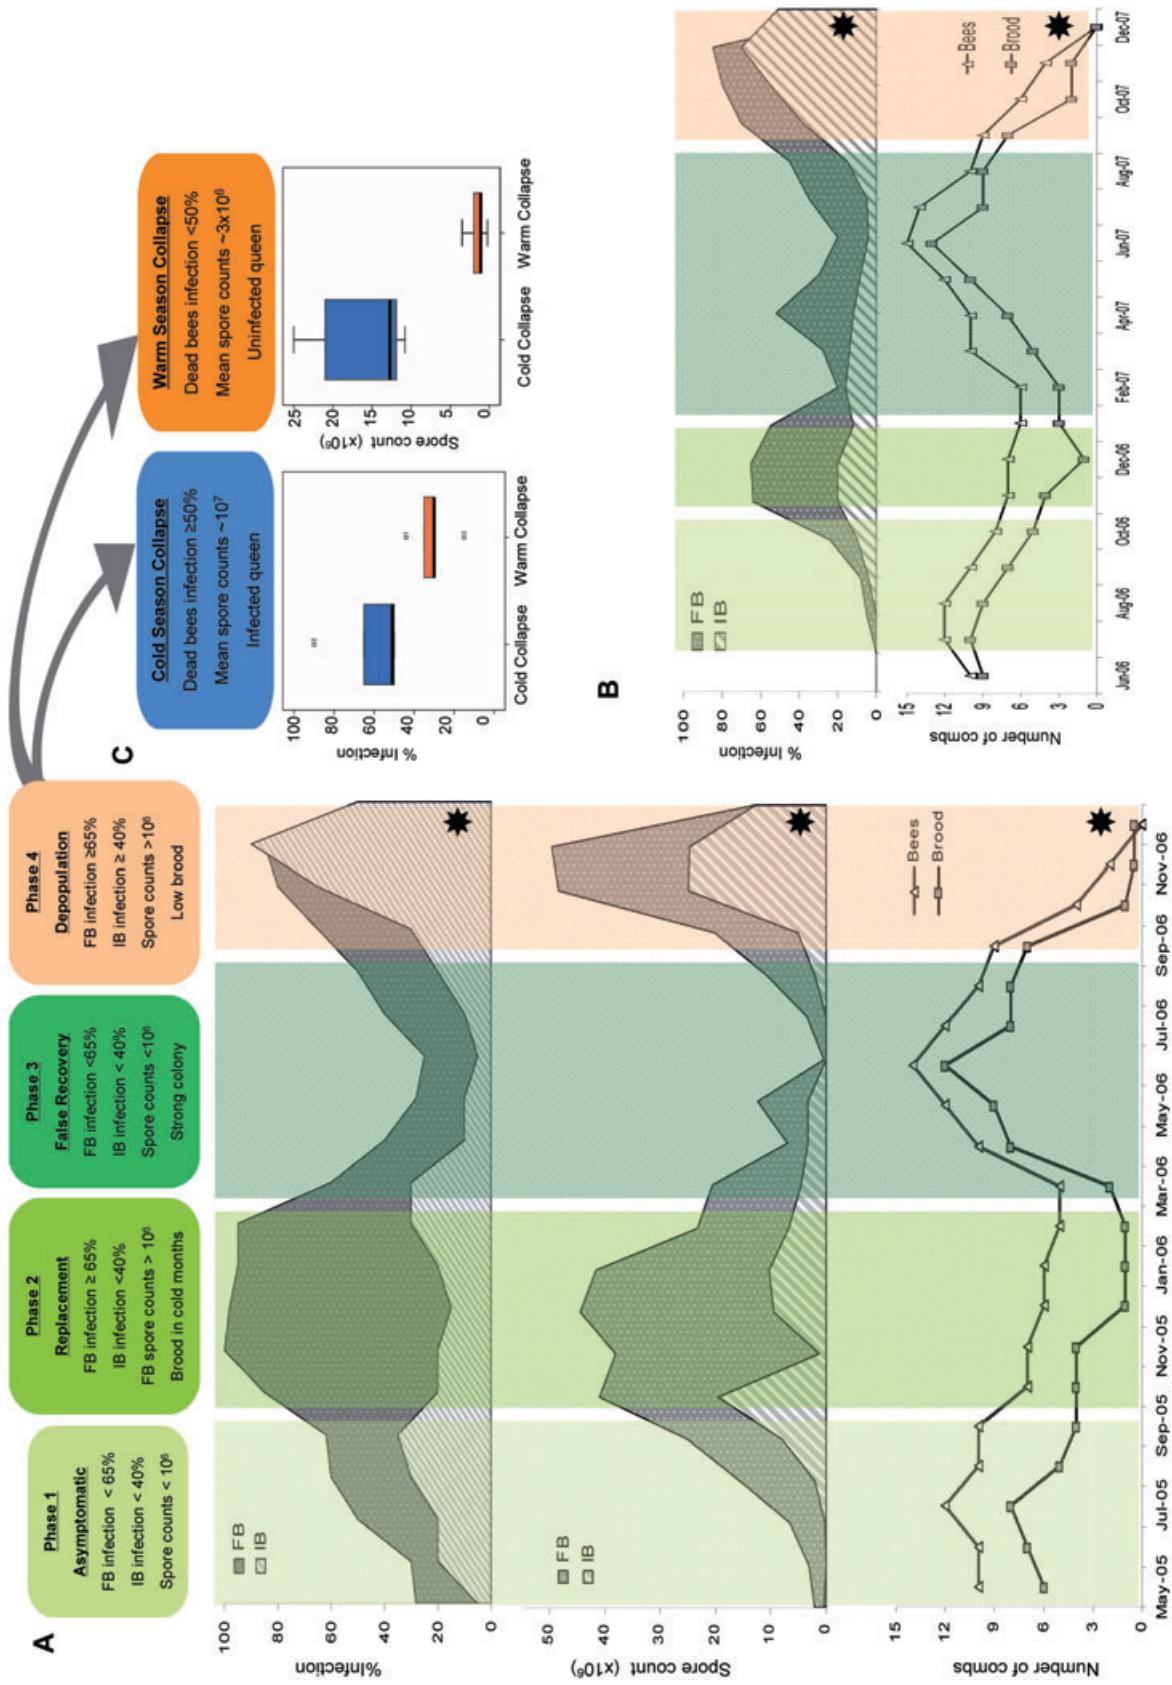 A
Phase 1
Asymptomatic
FB infection < 65%
IB infection < 40%
Spore counts < 10⁶
Phase 2
Replacement
FB infection ≥ 65%
IB infection <40%
FB spore counts > 10⁶
Brood in cold months
Phase 3
False Recovery
FB infection <65%
IB infection < 40%
Spore counts <10⁶
Strong colony
Phase 4
Depopulation
FB infection ≥65%
IB infection ≥ 40%
Spore counts >10⁶
Low brood
%Infection
100
80
60
40
20
0
FB
IB
Spore count (x10⁶)
50
40
30
20
10
0
FB
IB
Number of combs
12
9
6
3
0
Bees
Brood
May-05
Jul-05
Sep-05
Nov-05
Jan-06
Mar-06
May-06
Jul-06
Sep-06
Nov-06
C
Cold Season Collapse
Dead bees infection ≥50%
Mean spore counts ~10⁷
Infected queen
Warm Season Collapse
Dead bees infection <50%
Mean spore counts ~3x10⁶
Uninfected queen
% Infection
100
80
60
40
20
0
Cold Collapse
Warm Collapse
Spore count (x10⁶)
25
20
15
10
5
0
Cold Collapse
Warm Collapse
B
% Infection
100
80
60
40
20
0
FB
IB
Number of combs
15
12
9
6
3
0
Bees
Brood
Jun-06
Aug-06
Oct-06
Dec-06
Feb-07
Apr-07
Jun-07
Aug-07
Oct-07
Dec-07